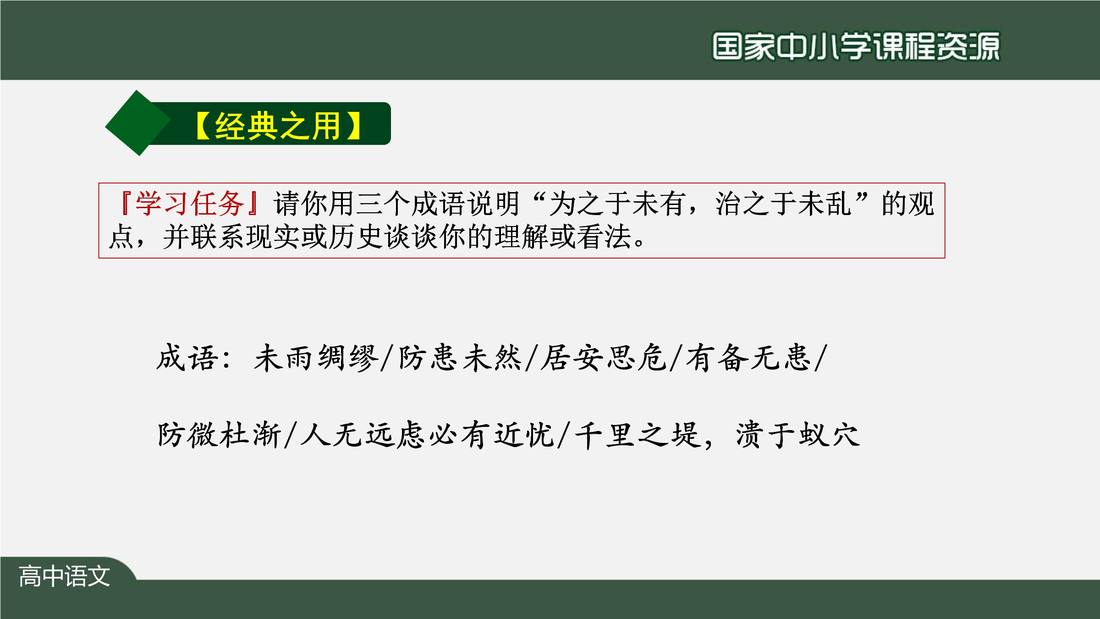 国家中小学课程资源
【经典之用】
『学习任务』请你用三个成语说明“为之于未有，治之于未乱”的观
点，并联系现实或历史谈谈你的理解或看法。
成语：未雨绸缪/防患未然/居安思危/有备无患/
防微杜渐/人无远虑必有近忧/千里之堤，溃于蚁穴
高中语文